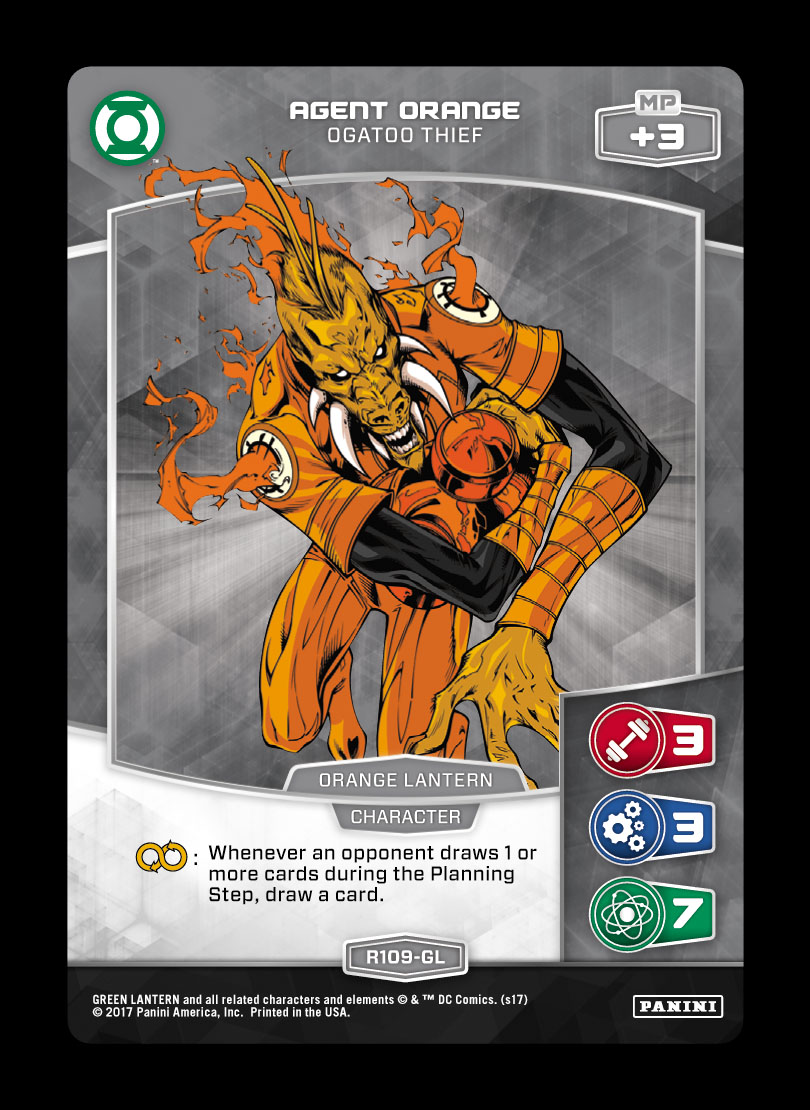 AGENT ORANGE
OGATOO THIEF
MP
+3
™
ORANGE LANTERN
CHARACTER
3
3
7
: Whenever an opponent draws 1 or
more cards during the Planning
Step, draw a card.
R109-GL
GREEN LANTERN and all related characters and elements © & ™ DC Comics. (s17)
© 2017 Panini America, Inc. Printed in the USA.
PANINI